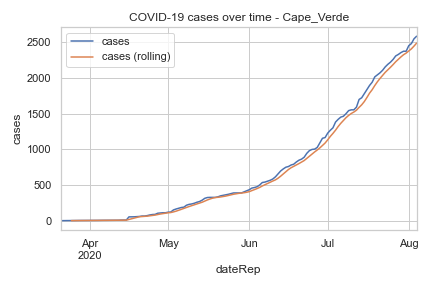 COVID-19 cases over time - Cape_Verde
cases
cases (rolling)
2500
2000
1500
1000
500
0
cases
Apr
2020
May
Jun
Jul
Aug
dateRep